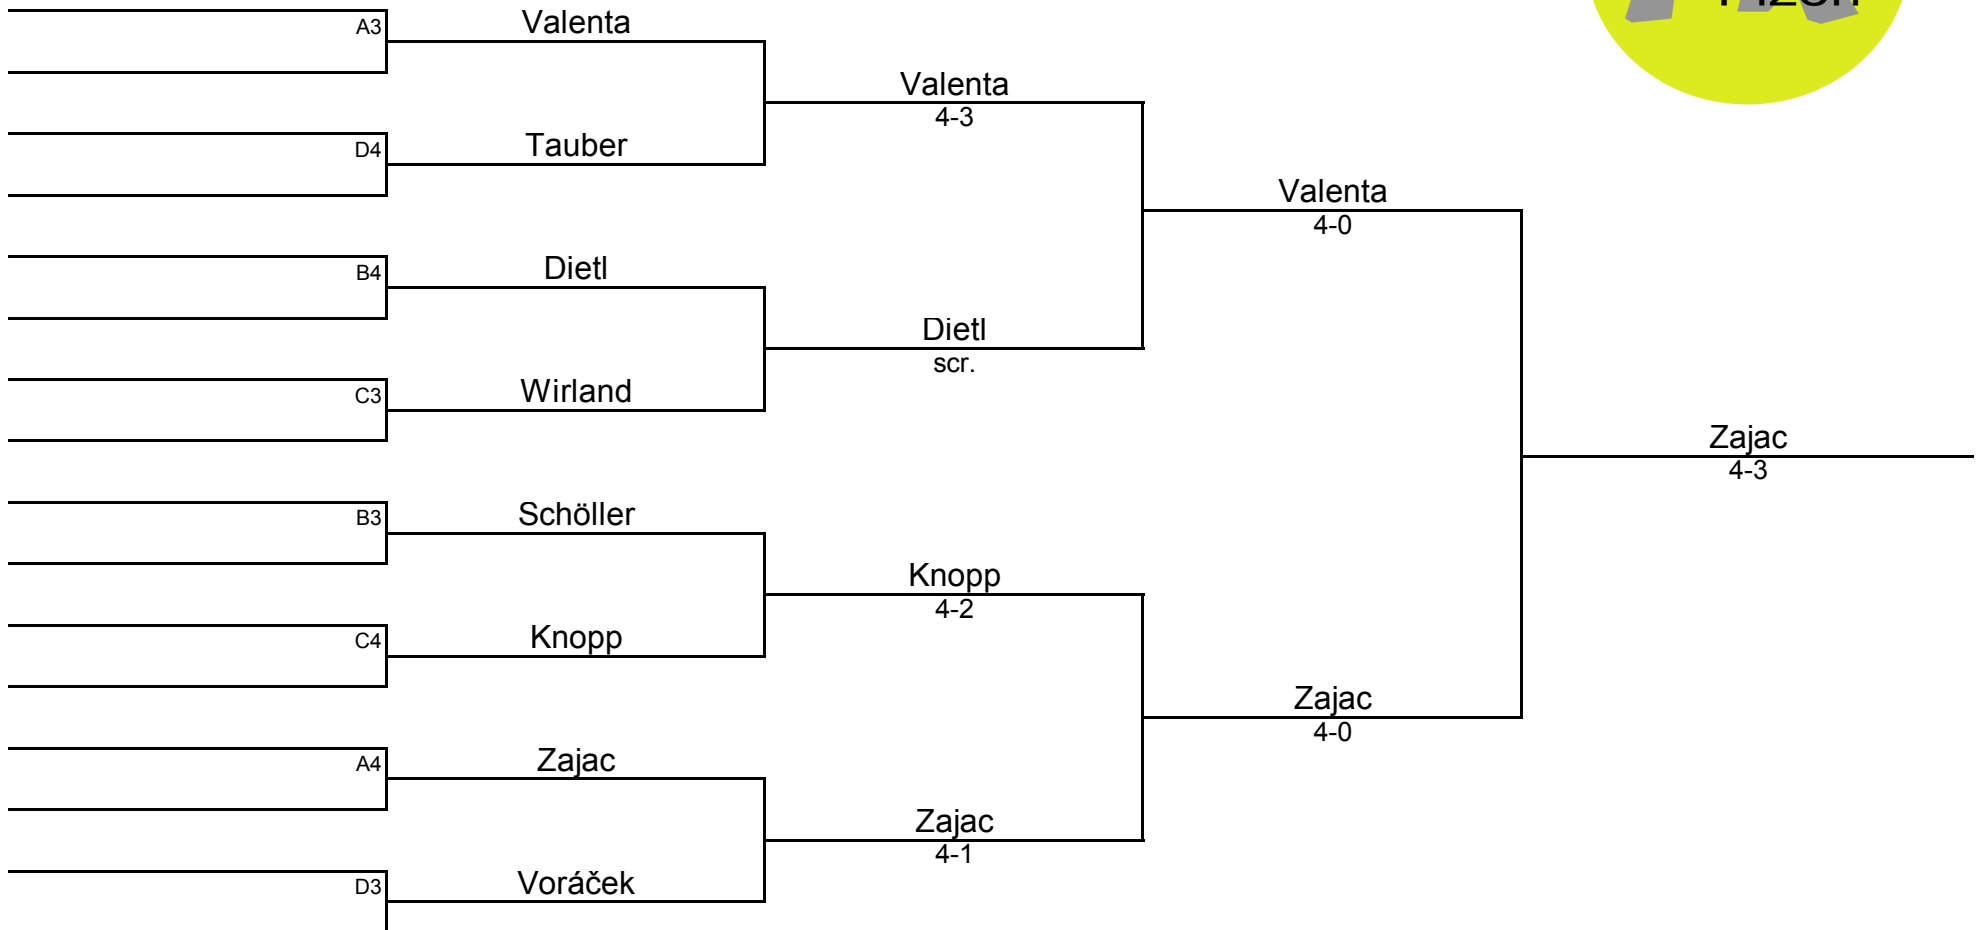 A3
Valenta
Valenta
4-3
D4
Tauber
Valenta
4-0
B4
Dietl
Dietl
scr.
C3
Wirland
Zajac
4-3
B3
Schöller
Knopp
4-2
C4
Knopp
Zajac
4-0
A4
Zajac
Zajac
4-1
D3
Voráček